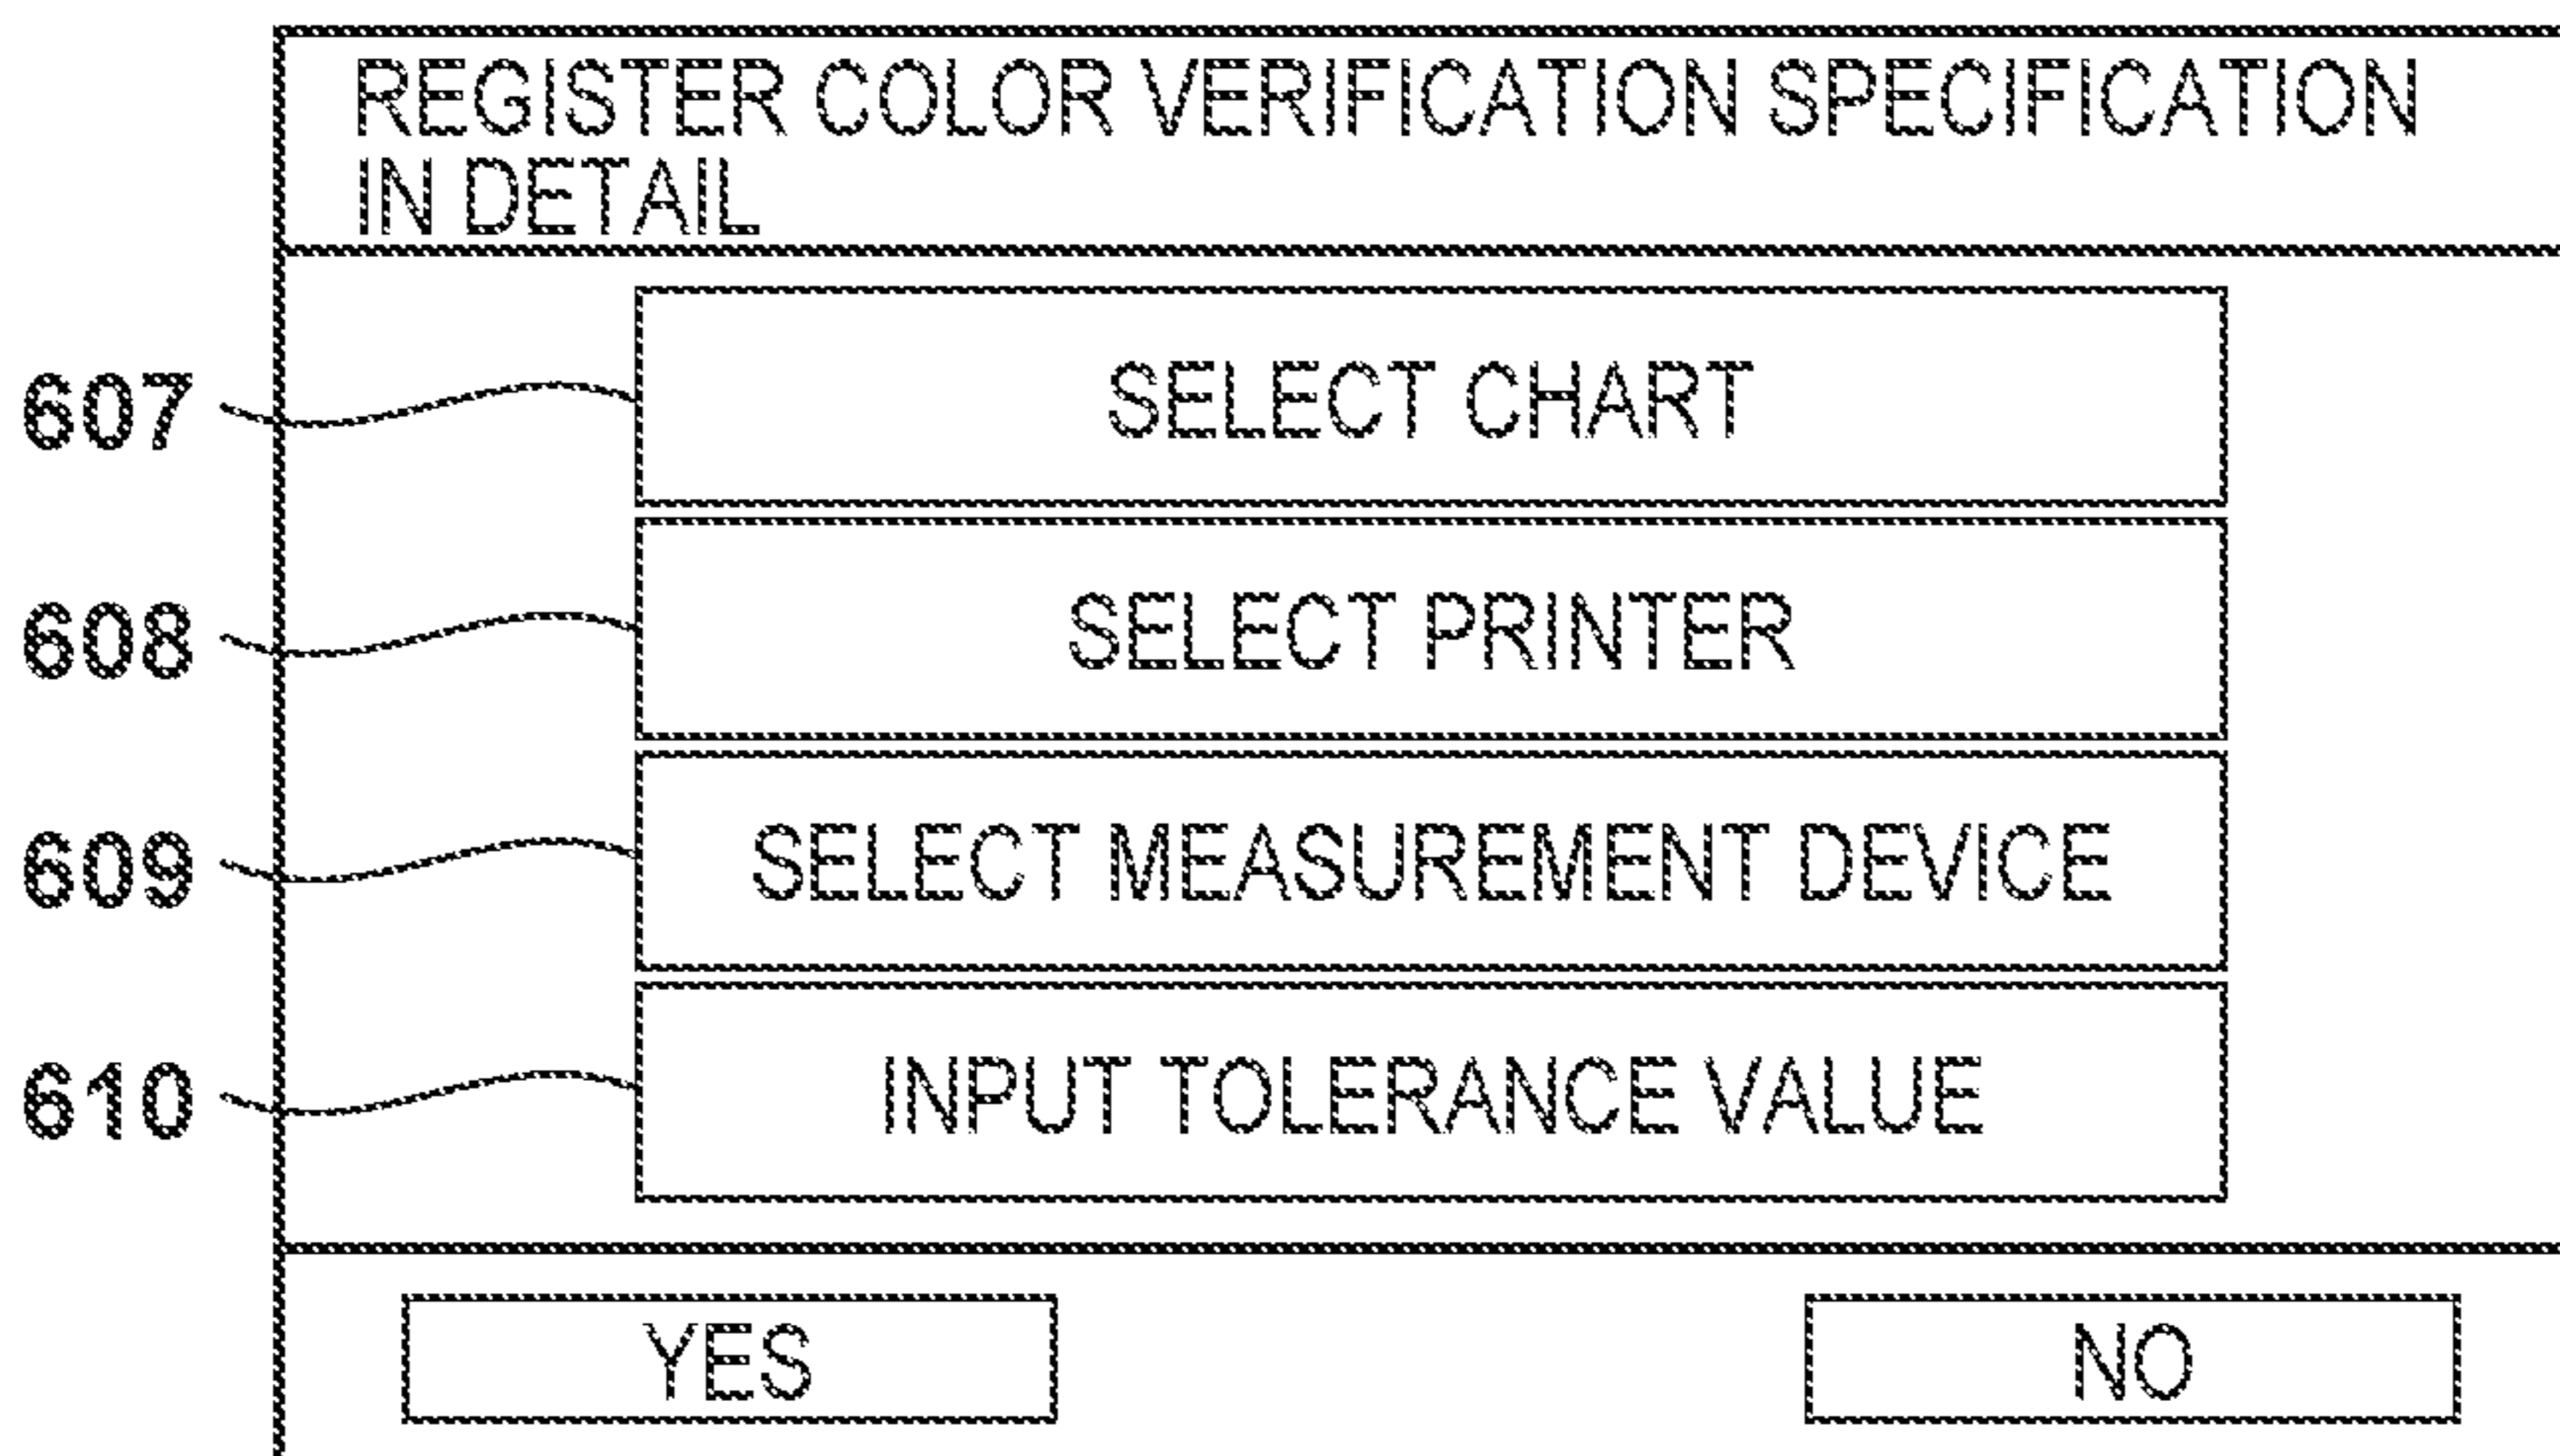 REGISTER COLOR VERIFICATION SPECIFICATION
IN DETAIL
607 SELECT CHART
608 SELECT PRINTER
609 SELECT MEASUREMENT DEVICE
610 INPUT TOLERANCE VALUE
YES NO